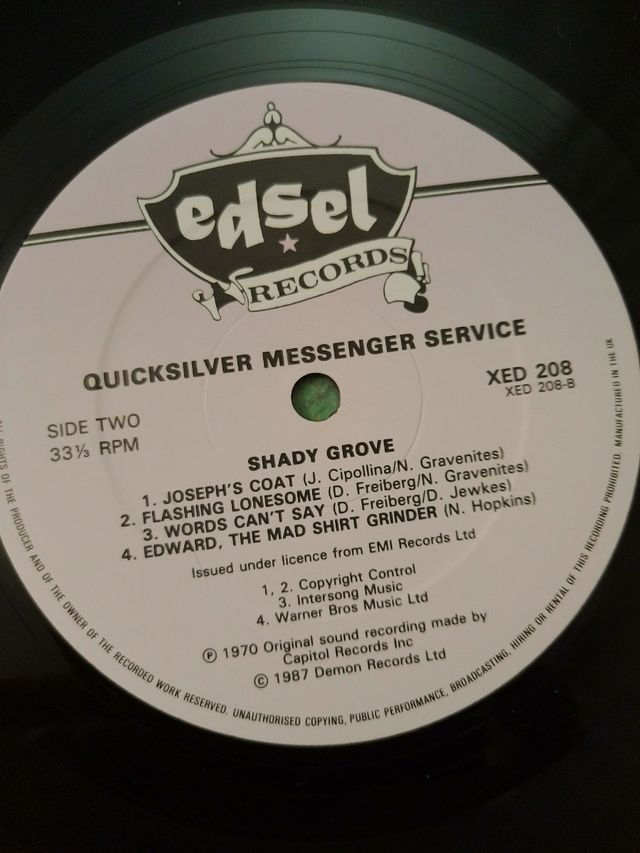 edsel
RECORDS
QUICKSILVER MESSENGER SERVICE
SIDE TWO
33⅓ RPM
XED 208
XED 208-B
SHADY GROVE
1. JOSEPH'S COAT (J. Cipollina/N. Gravenites)
2. FLASHING LONESOME (D. Freiberg/N. Gravenites)
3. WORDS CAN'T SAY (D. Freiberg/D. Jewkes)
4. EDWARD, THE MAD SHIRT GRINDER (N. Hopkins)
Issued under licence from EMI Records Ltd
1, 2. Copyright Control
3. Intersong Music
4. Warner Bros Music Ltd
℗ 1970 Original sound recording made by
Capitol Records Inc
© 1987 Demon Records Ltd
RIGHTS OF THE PRODUCER AND OF THE OWNER OF THE RECORDED WORK RESERVED. UNAUTHORISED COPYING, PUBLIC PERFORMANCE, BROADCASTING, HIRING OR RENTAL OF THIS RECORDING PROHIBITED. MANUFACTURED IN THE UK